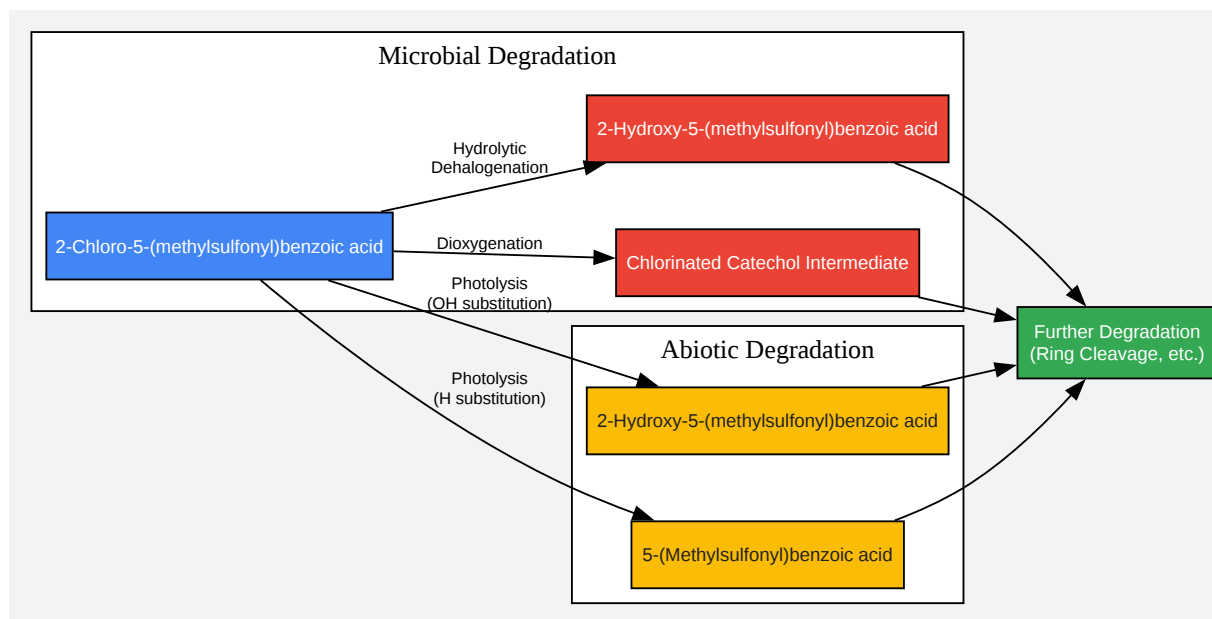 Microbial Degradation
2-Hydroxy-5-(methylsulfonyl)benzoic acid
Hydrolytic
Dehalogenation
2-Chloro-5-(methylsulfonyl)benzoic acid
Dioxygenation
Chlorinated Catechol Intermediate
Photolysis
(OH substitution)
Further Degradation
(Ring Cleavage, etc.)
Abiotic Degradation
Photolysis
(H substitution)
2-Hydroxy-5-(methylsulfonyl)benzoic acid
5-(Methylsulfonyl)benzoic acid